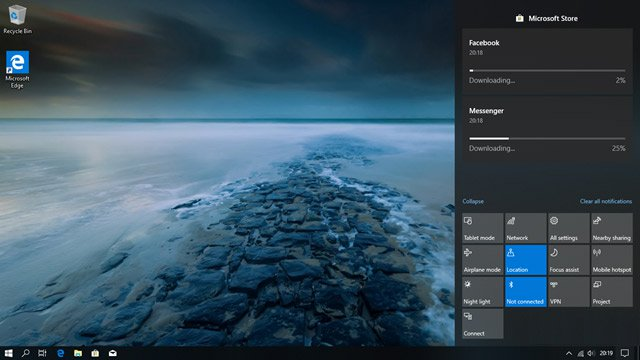 Recycle Bin
Microsoft
Edge
Microsoft Store
Facebook
20:18
Downloading...
2%
Messenger
20:18
Downloading...
25%
Collapse
Clear all notifications
Tablet mode
Network
All settings
Nearby sharing
Airplane mode
Location
Focus assist
Mobile hotspot
Night light
Not connected
VPN
Project
Connect
20:19